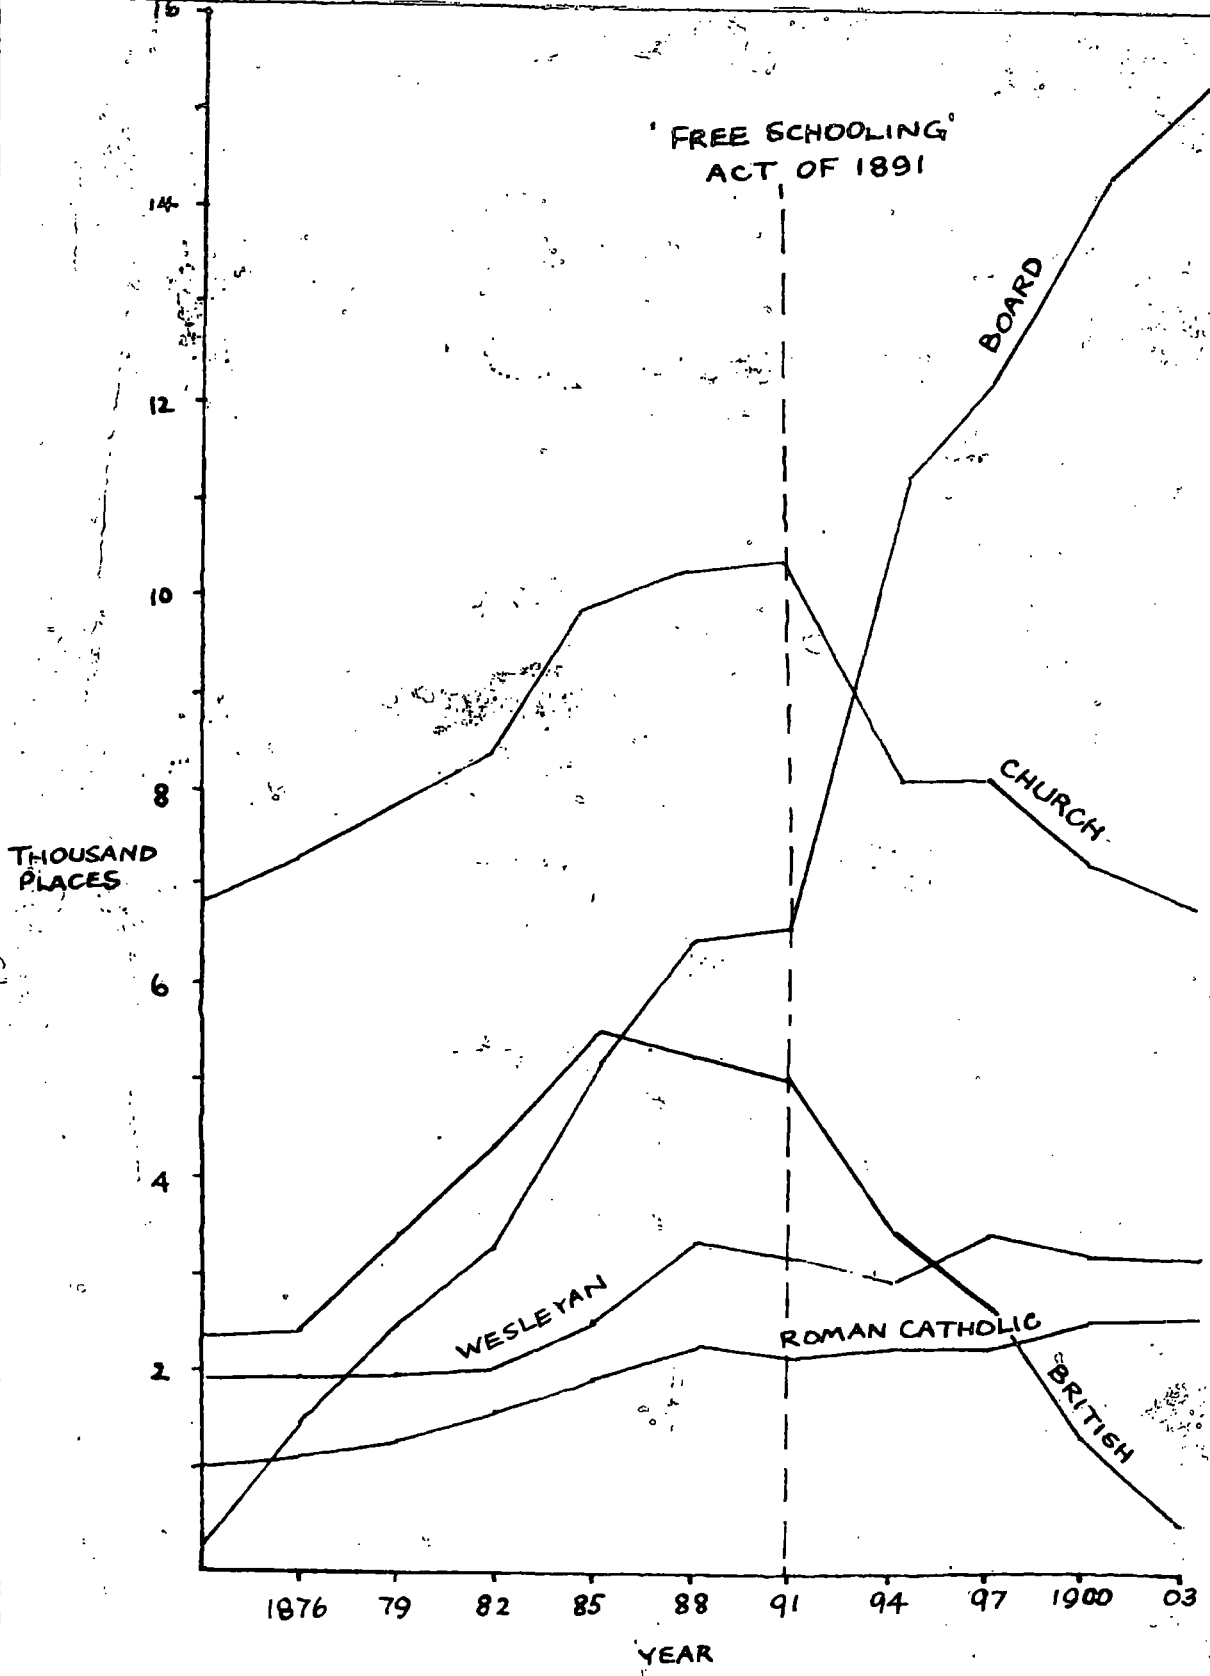 16
'FREE SCHOOLING'
ACT OF 1891
14
BOARD
12
10
8
CHURCH
THOUSAND
PLACES
6
4
WESLEYAN
ROMAN CATHOLIC
2
BRITISH
1876 79 82 85 88 91 94 97 1900 03
YEAR